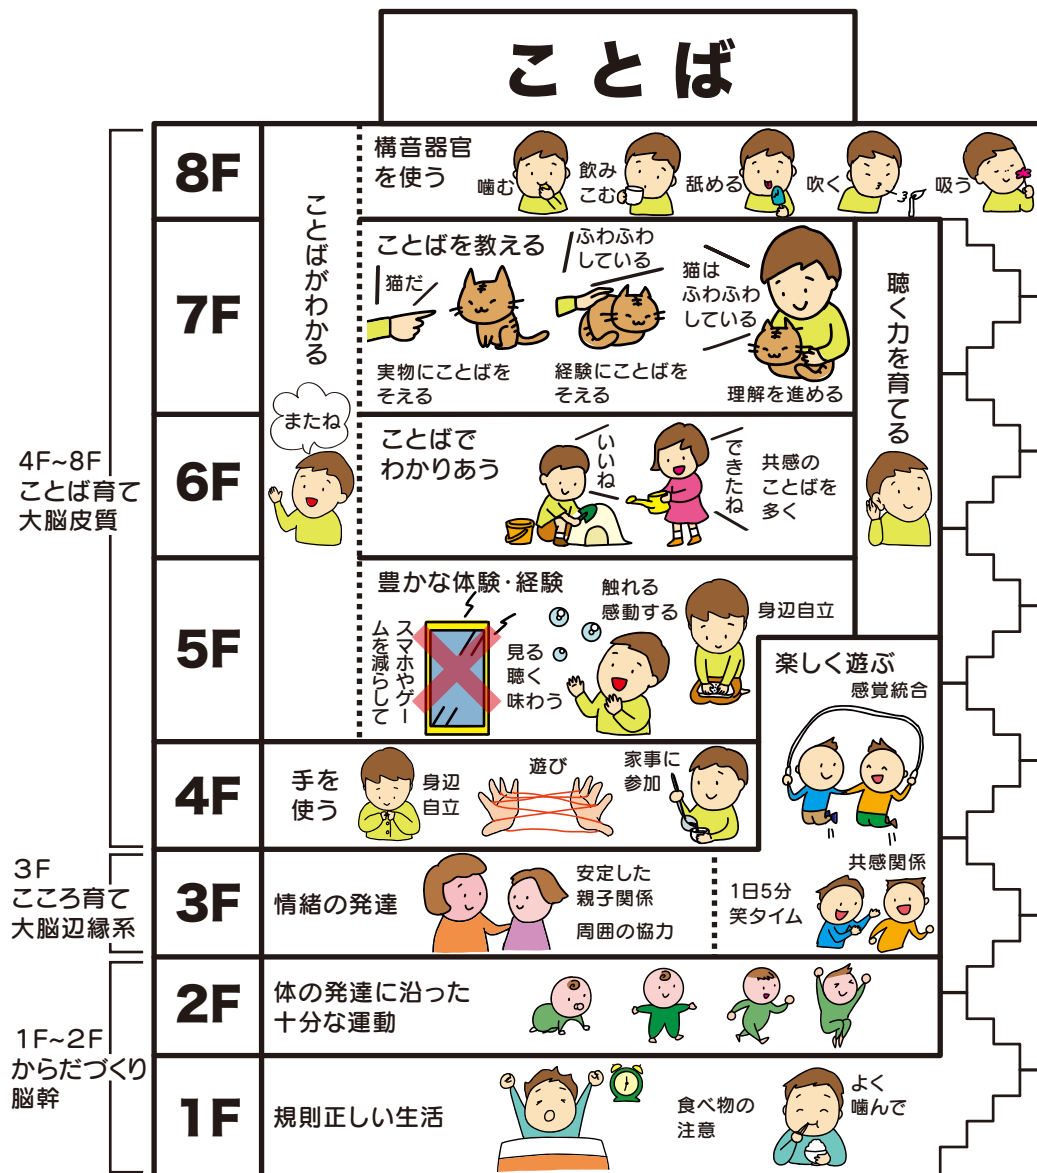 ことば
8F
構音器官
を使う
噛む
飲み
こむ
舐める
吹く
吸う
ことばがわかる
またね
聴く力を育てる
7F
ことばを教える
猫だ
ふわふわ
している
猫は
ふわふわ
している
実物にことばを
そえる
経験にことばを
そえる
理解を進める
4F~8F
ことば育て
大脳皮質
6F
ことばで
わかりあう
いいね
できたね
共感の
ことばを
多く
5F
豊かな体験・経験
スマホやゲー
ムを減らして
見る
聴く
味わう
触れる
感動する
身辺自立
楽しく遊ぶ
感覚統合
4F
手を
使う
身辺
自立
遊び
家事に
参加
3F
こころ育て
大脳辺縁系
3F
情緒の発達
安定した
親子関係
周囲の協力
1日5分
笑タイム
共感関係
1F~2F
からだづくり
脳幹
2F
体の発達に沿った
十分な運動
1F
規則正しい生活
食べ物の
注意
よく
噛んで